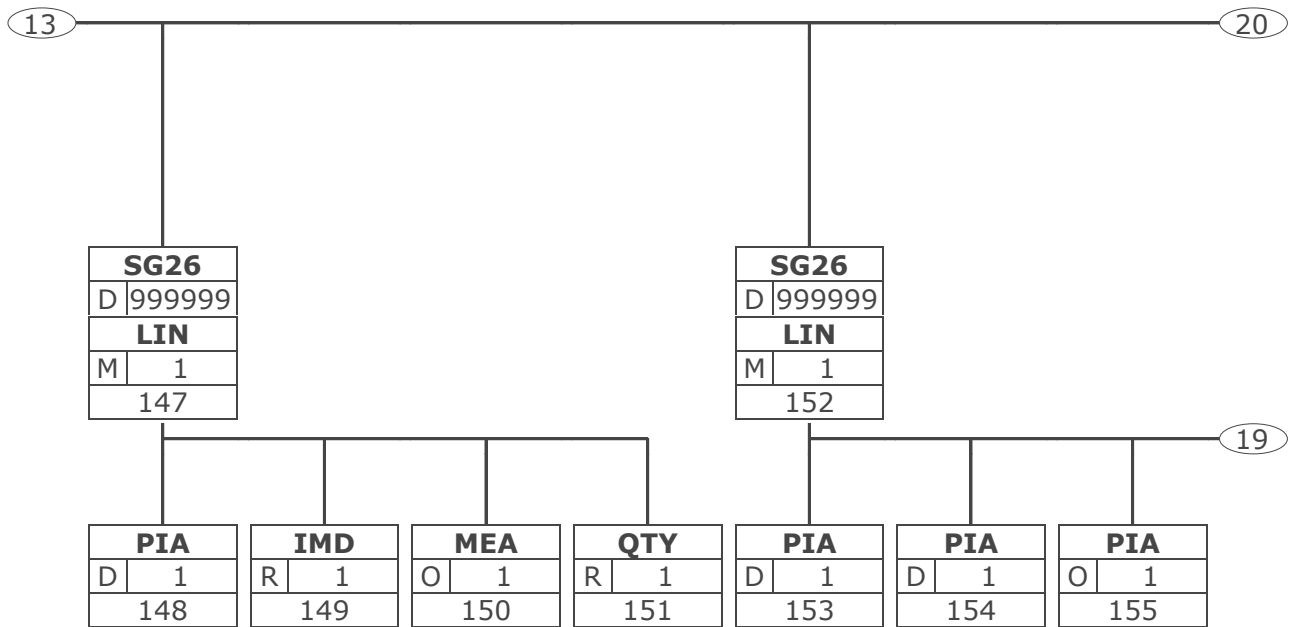 13 20
SG26 SG26
D 999999 D 999999
LIN LIN
M 1 M 1
147 152
19
PIA IMD MEA QTY PIA PIA PIA
D 1 R 1 O 1 R 1 D 1 D 1 O 1
148 149 150 151 153 154 155